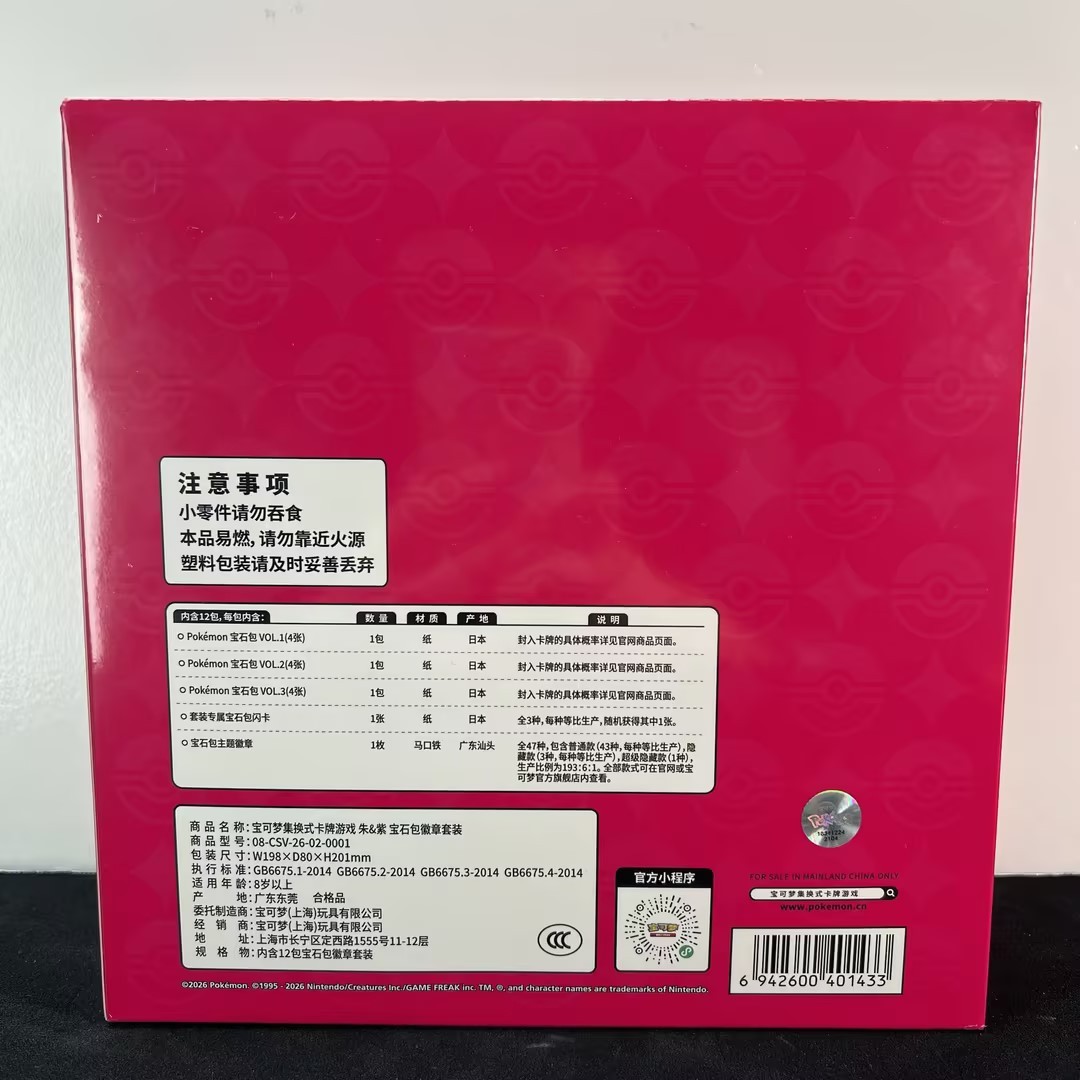 注意事项
小零件请勿吞食
本品易燃,请勿靠近火源
塑料包装请及时妥善丢弃
内含12包,每包内含: 数量 材质 产地 说明
Pokémon 宝石包 VOL.1(4张) 1包 纸 日本 封入卡牌的具体概率详见官网商品页面。
Pokémon 宝石包 VOL.2(4张) 1包 纸 日本 封入卡牌的具体概率详见官网商品页面。
Pokémon 宝石包 VOL.3(4张) 1包 纸 日本 封入卡牌的具体概率详见官网商品页面。
套装专属宝石包闪卡 1张 纸 日本 全3种,每种等比生产,随机获得其中1张。
宝石包主题徽章 1枚 马口铁 广东汕头 全47种,包含普通款(43种,每种等比生产),隐
藏款(3种,每种等比生产),超级隐藏款(1种),
生产比例为193:6:1。全部款式可在官网或宝
可梦官方旗舰店内查看。
商品名称:宝可梦集换式卡牌游戏 朱&紫 宝石包徽章套装
商品型号:08-CSV-26-02-0001
包装尺寸:W198×D80×H201mm
执行标准:GB6675.1-2014 GB6675.2-2014 GB6675.3-2014 GB6675.4-2014
适用年龄:8岁以上
产地:广东东莞 合格品
委托制造商:宝可梦(上海)玩具有限公司
经销商:宝可梦(上海)玩具有限公司
地址:上海市长宁区定西路1555号11-12层
规格物:内含12包宝石包徽章套装
CCC
官方小程序
宝可梦
FOR SALE IN MAINLAND CHINA ONLY
宝可梦集换式卡牌游戏
www.pokemon.cn
6 942600 401433
©2026 Pokémon. ©1995 - 2026 Nintendo/Creatures Inc./GAME FREAK inc. TM, ®, and character names are trademarks of Nintendo.